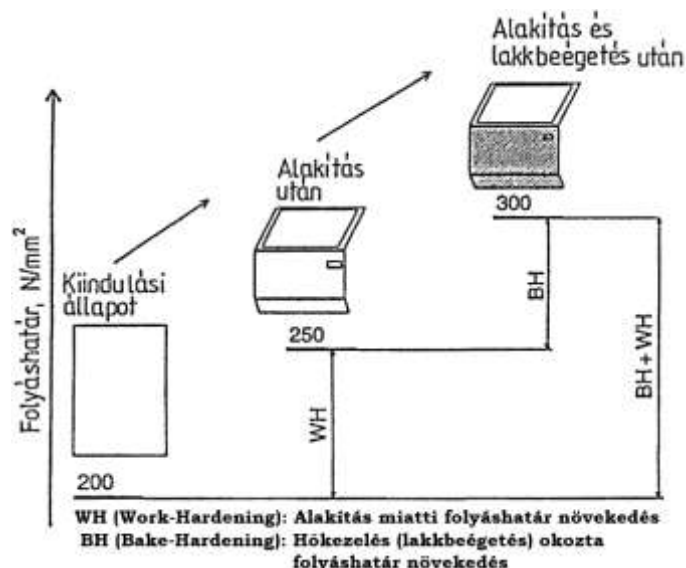 Alakítás és
lakkbeégetés után
Alakítás
után
300
Kiindulási
állapot
250
200
Folyáshatár, N/mm²
WH
BH
BH + WH
WH (Work-Hardening): Alakítás miatti folyáshatár növekedés
BH (Bake-Hardening): Hőkezelés (lakkbeégetés) okozta
folyáshatár növekedés